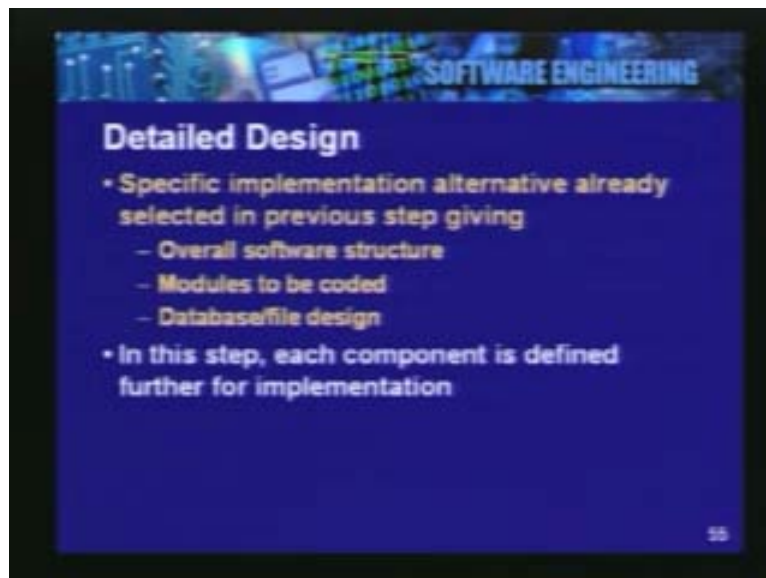 SOFTWARE ENGINEERING
Detailed Design
• Specific implementation alternative already
selected in previous step giving
– Overall software structure
– Modules to be coded
– Database/file design
• In this step, each component is defined
further for implementation